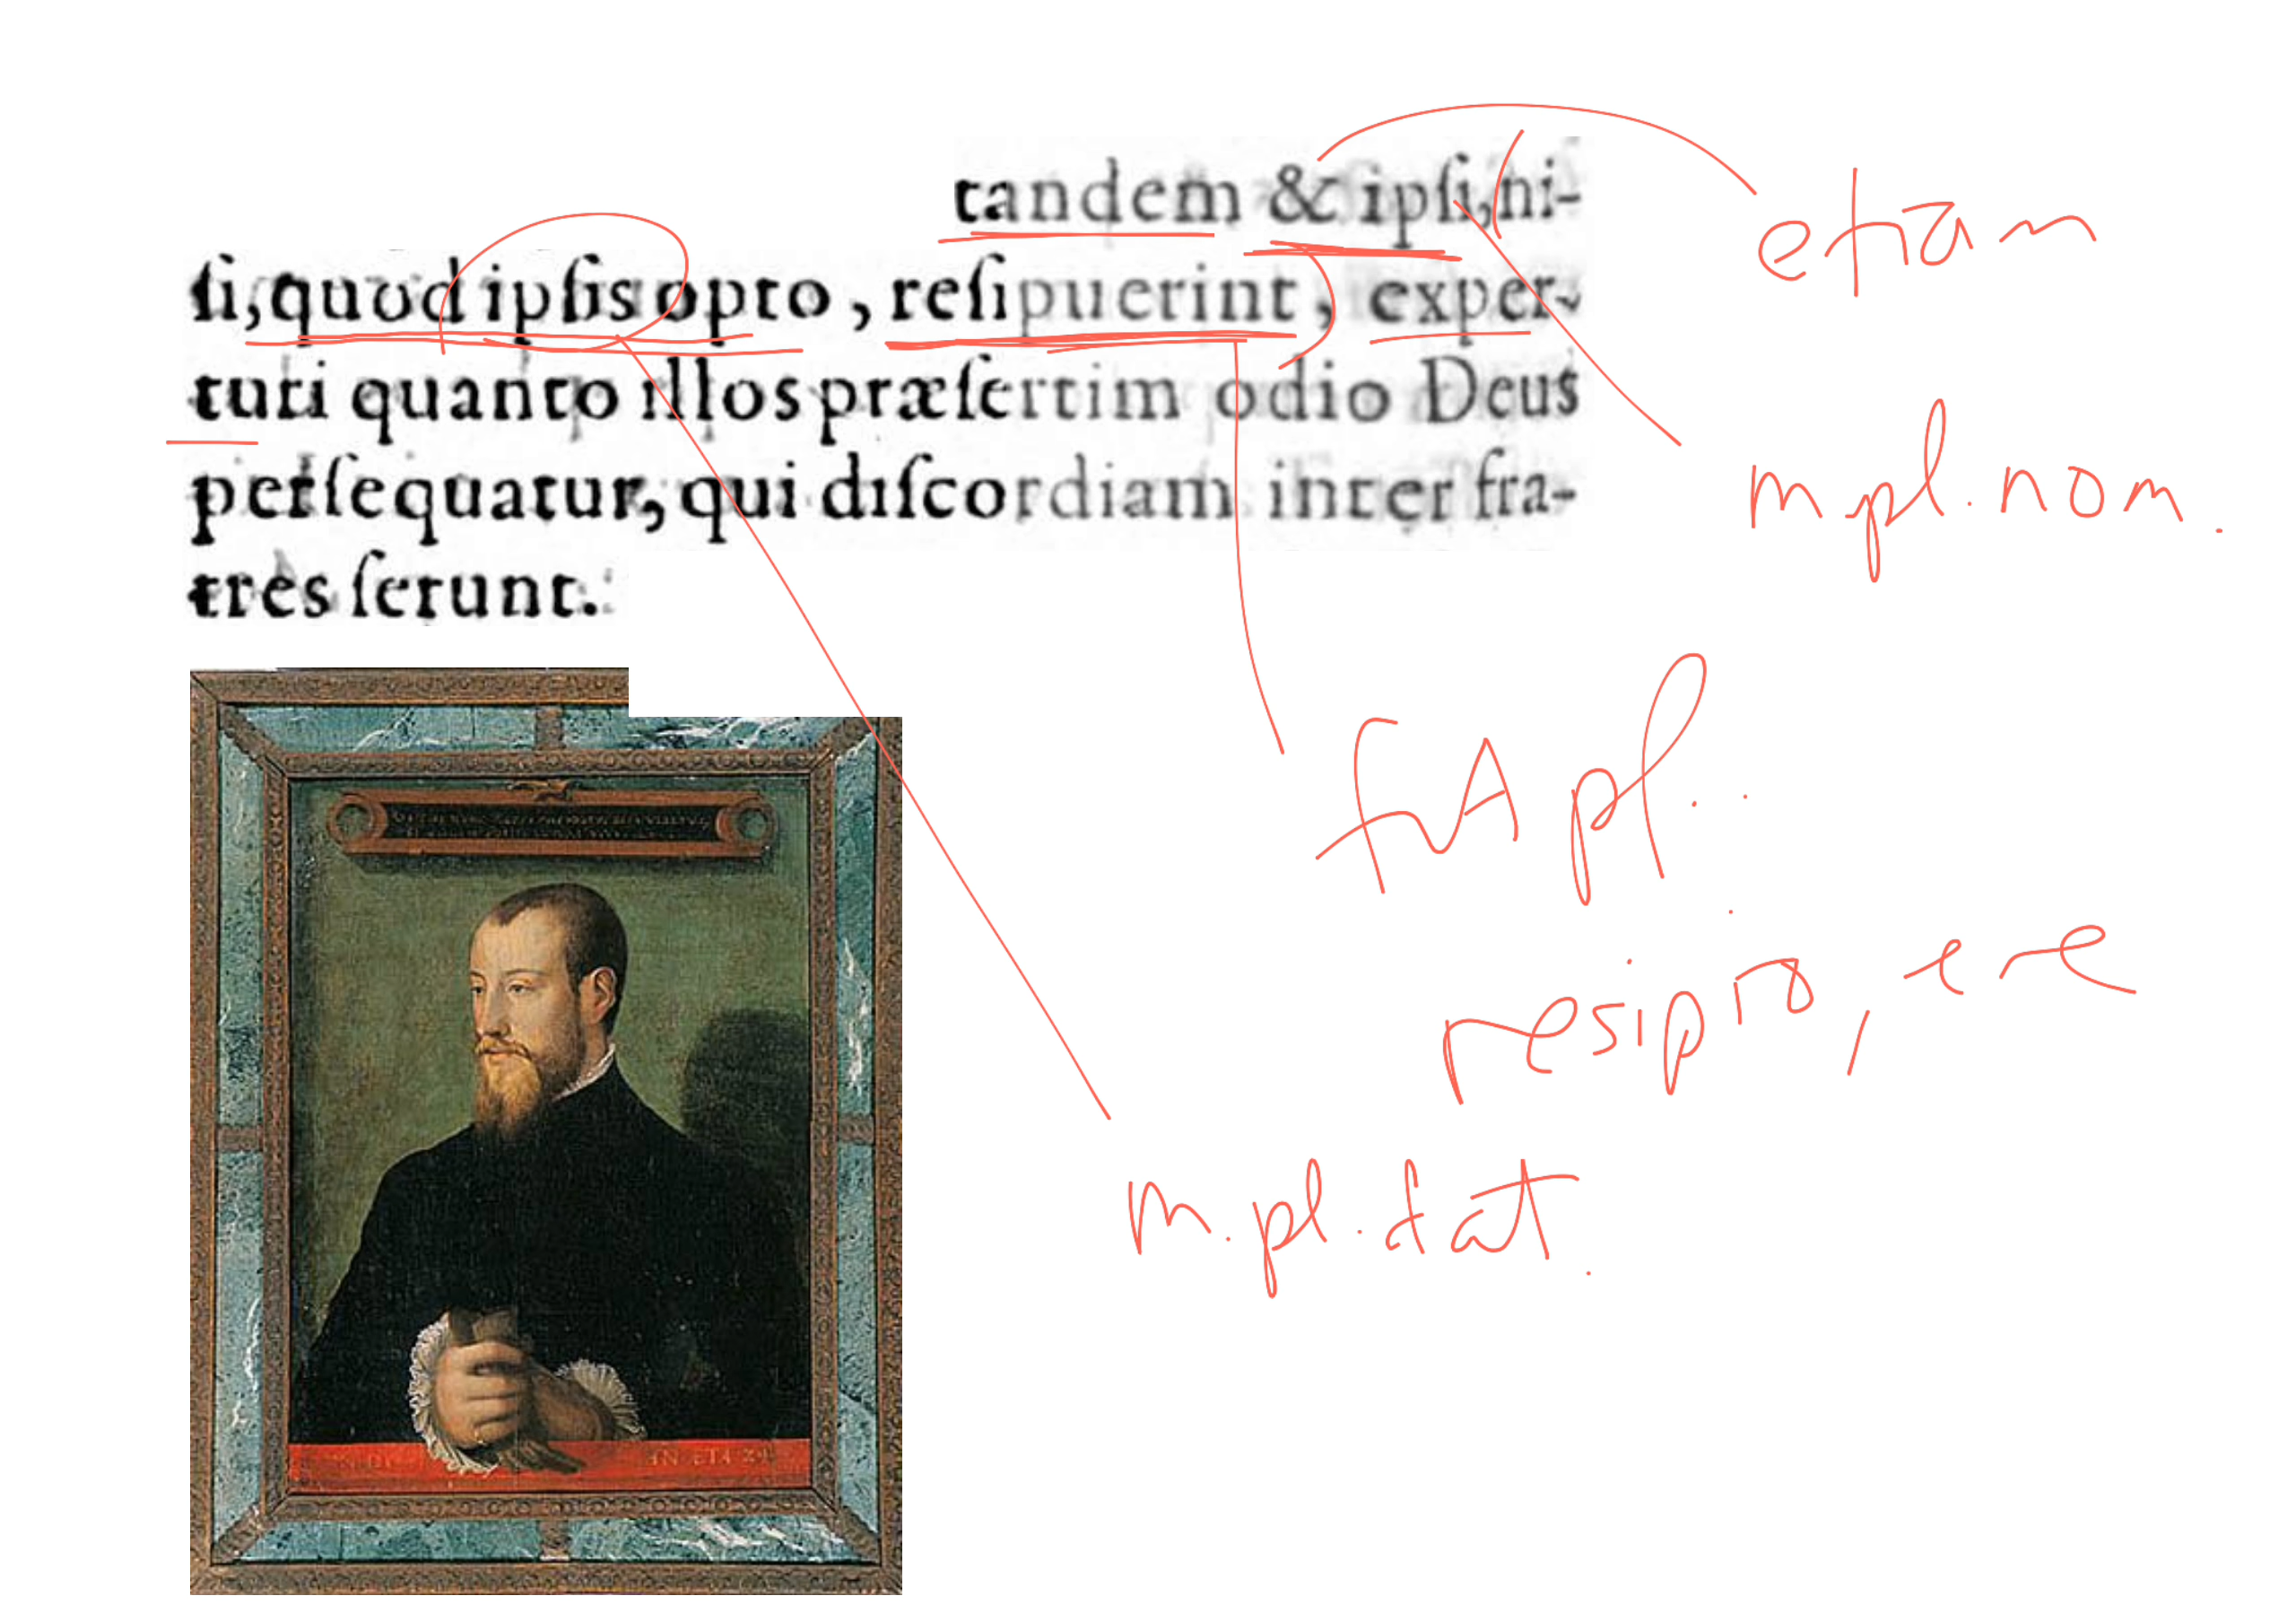 tandem & ipſi, ni-
ſi, quod ipſis opto, reſipuerint, exper-
turi quanto illos præſertim odio Deus
perſequatur, qui diſcordiam inter fra-
tres ſerunt.
etiam
m.pl.nom.
fut A pl.
resipio, ere
m.pl.dat.